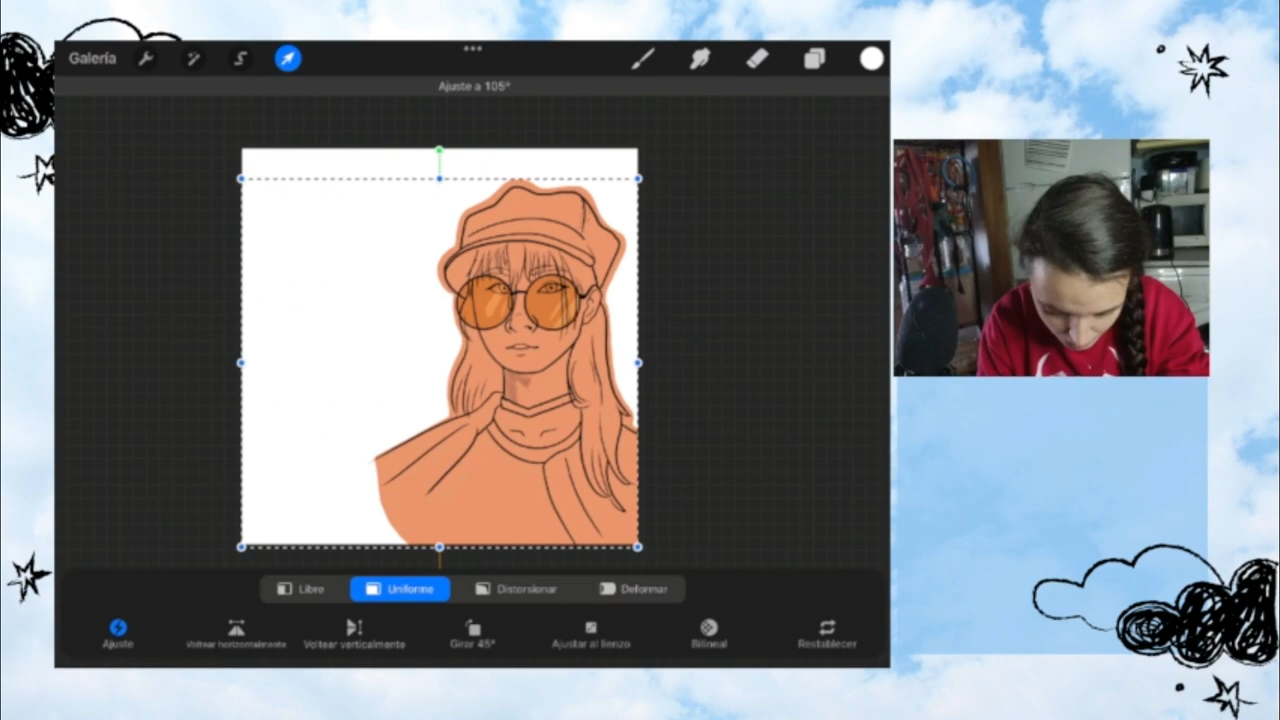 Galería
Ajuste a 105°
Libre
Uniforme
Distorsionar
Deformar
Ajuste
Voltear horizontalmente
Voltear verticalmente
Girar 45°
Ajustar al lienzo
Bilineal
Restablecer